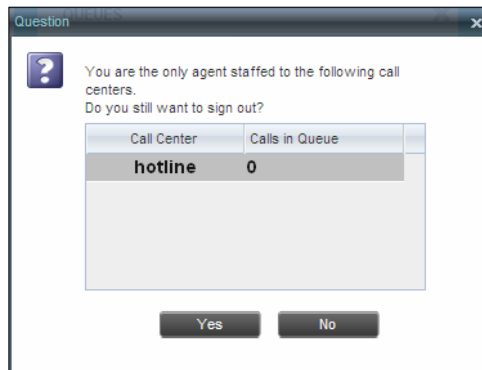 QUEUES
Question
x
?
You are the only agent staffed to the following call
centers.
Do you still want to sign out?
Call Center Calls in Queue
hotline 0
Yes No